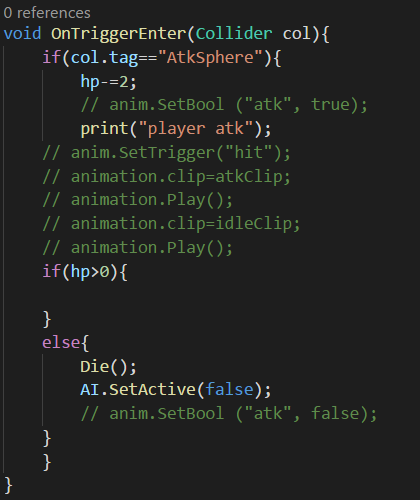 0 references
void OnTriggerEnter(Collider col){
    if(col.tag=="AtkSphere"){
        hp-=2;
        // anim.SetBool ("atk", true);
        print("player atk");
    // anim.SetTrigger("hit");
    // animation.clip=atkClip;
    // animation.Play();
    // animation.clip=idleClip;
    // animation.Play();
    if(hp>0){

    }
    else{
        Die();
        AI.SetActive(false);
        // anim.SetBool ("atk", false);
    }
    }
}